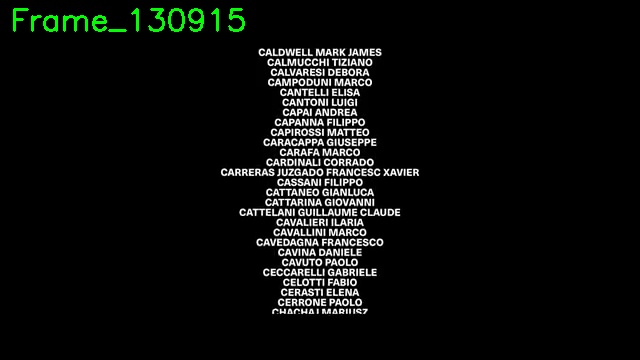 Frame_130915
CALDWELL MARK JAMES
CALMUCCHI TIZIANO
CALVARESI DEBORA
CAMPODUNI MARCO
CANTELLI ELISA
CANTONI LUIGI
CAPAI ANDREA
CAPANNA FILIPPO
CAPIROSSI MATTEO
CARACAPPA GIUSEPPE
CARAFA MARCO
CARDINALI CORRADO
CARRERAS JUZGADO FRANCESC XAVIER
CASSANI FILIPPO
CATTANEO GIANLUCA
CATTARINA GIOVANNI
CATTELANI GUILLAUME CLAUDE
CAVALIERI ILARIA
CAVALLINI MARCO
CAVEDAGNA FRANCESCO
CAVINA DANIELE
CAVUTO PAOLO
CECCARELLI GABRIELE
CELOTTI FABIO
CERASTI ELENA
CERRONE PAOLO
CHACHAJ MARIUSZ